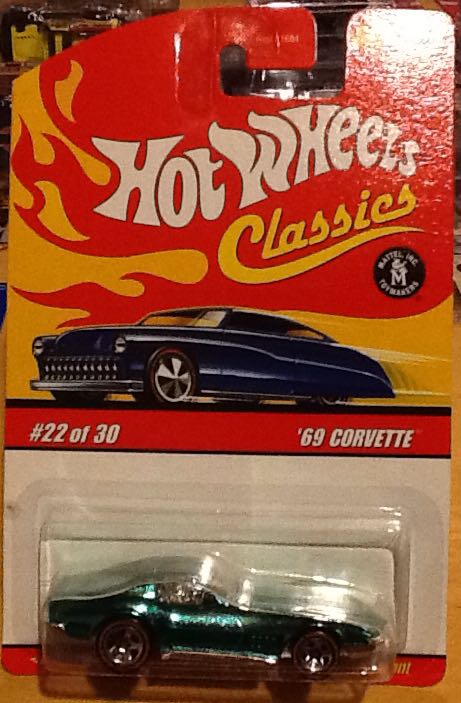 HOT WHEELS
Classics
MATTEL, INC.
M
TOYMAKERS
#22 of 30
'69 CORVETTE